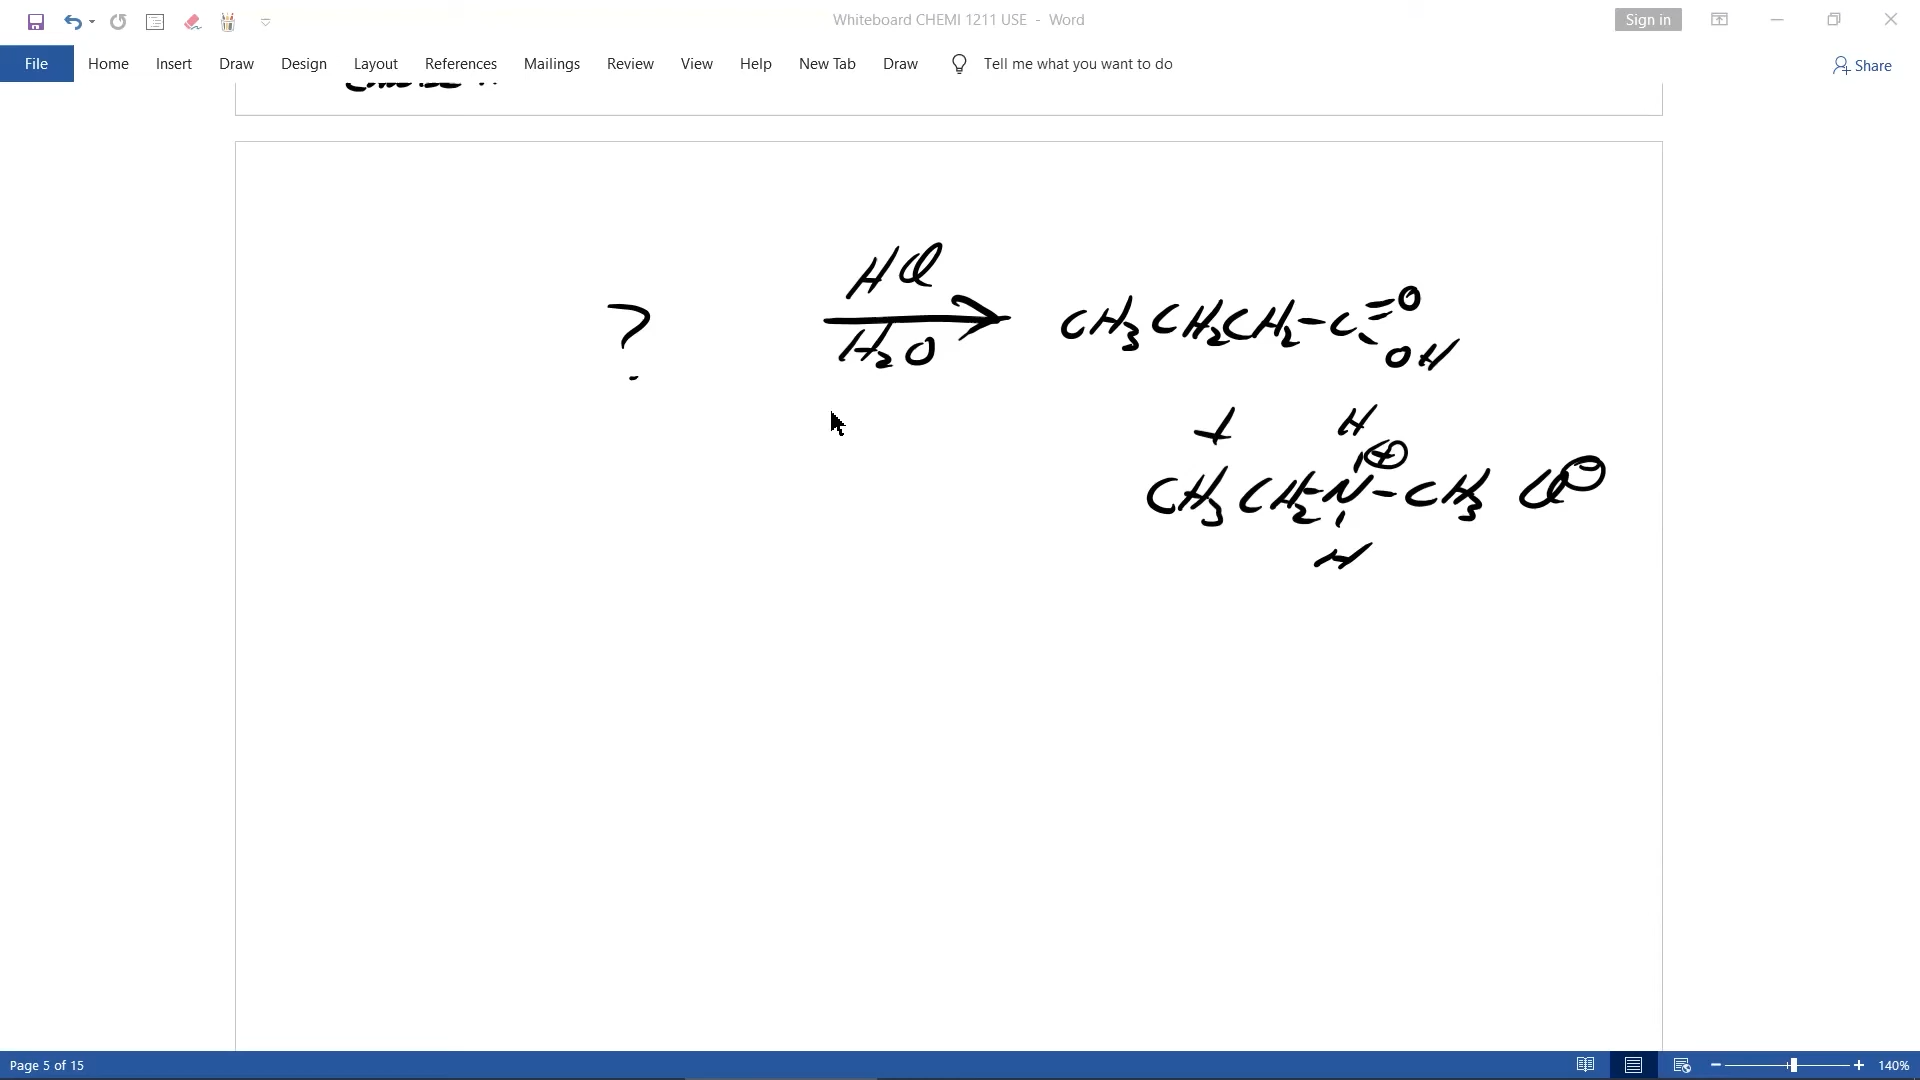 Whiteboard CHEMI 1211 USE - Word
Sign in
File Home Insert Draw Design Layout References Mailings Review View Help New Tab Draw Tell me what you want to do
Share
?
HCl
H₂O
CH₃CH₂CH₂-C=O
OH
+
H
CH₃CH₂-N⊕-CH₃ Cl⊖
H
Page 5 of 15
140%